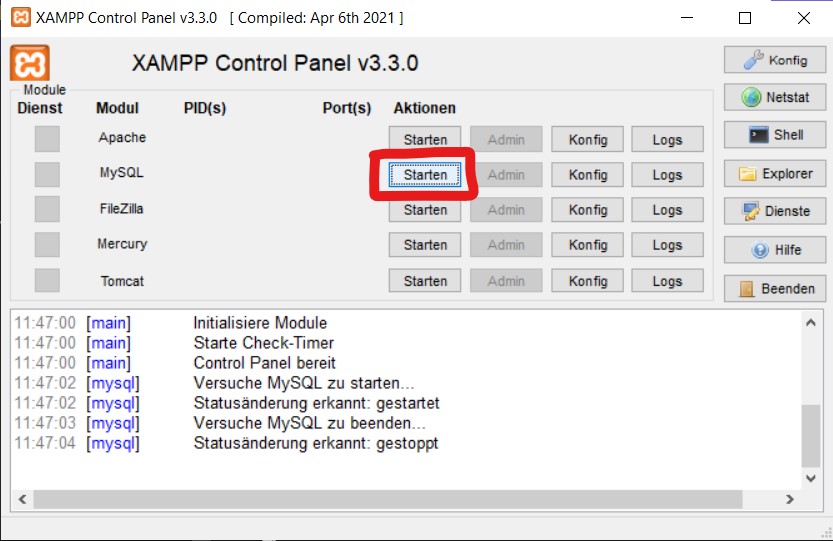 XAMPP Control Panel v3.3.0 [ Compiled: Apr 6th 2021 ]
XAMPP Control Panel v3.3.0
Konfig
Netstat
Shell
Explorer
Dienste
Hilfe
Beenden
Module
Dienst Modul PID(s) Port(s) Aktionen
Apache Starten Admin Konfig Logs
MySQL Starten Admin Konfig Logs
FileZilla Starten Admin Konfig Logs
Mercury Starten Admin Konfig Logs
Tomcat Starten Admin Konfig Logs
11:47:00 [main] Initialisiere Module
11:47:00 [main] Starte Check-Timer
11:47:00 [main] Control Panel bereit
11:47:02 [mysql] Versuche MySQL zu starten...
11:47:02 [mysql] Statusänderung erkannt: gestartet
11:47:03 [mysql] Versuche MySQL zu beenden...
11:47:04 [mysql] Statusänderung erkannt: gestoppt